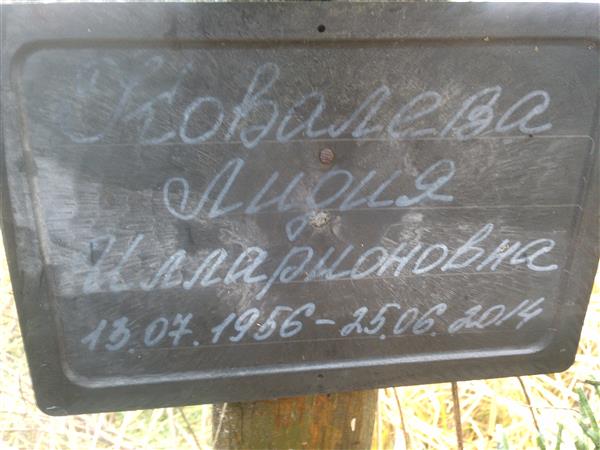 Ковалева
Лидия
Илларионовна
13.07.1956-25.06.2014